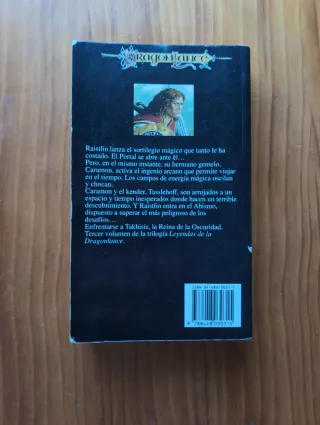 DRAGONLANCE
Raistlin lanza el sortilegio mágico que tanto le ha
costado. El Portal se abre ante él…
Pero, en el mismo instante, su hermano gemelo,
Caramon, activa el ingenio arcano que permite viajar
en el tiempo. Los campos de energía mágica oscilan
y chocan.
Caramon y el kender, Tasslehoff, son arrojados a un
espacio y tiempo inesperados donde hacen un terrible
descubrimiento. Y Raistlin entra en el Abismo,
dispuesto a superar el más peligroso de los
desafíos…
Enfrentarse a Takhisis, la Reina de la Oscuridad.
Tercer volumen de la trilogía Leyendas de la
Dragonlance.
ISBN